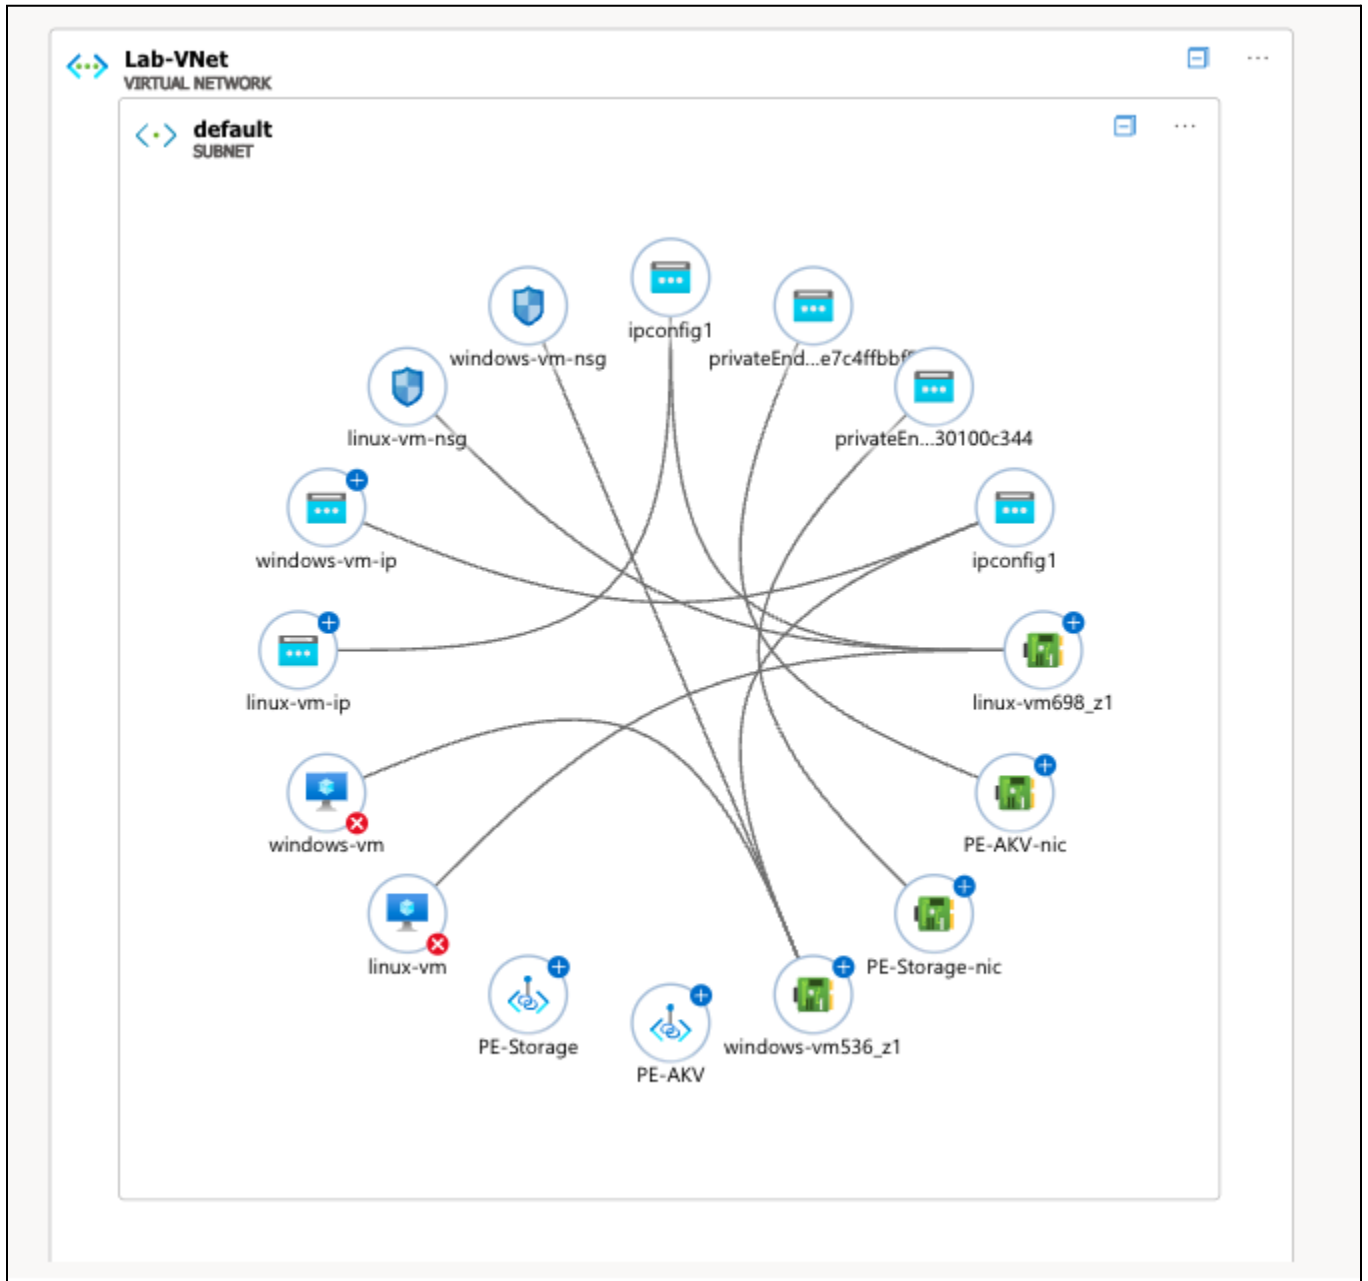 Lab-VNet
VIRTUAL NETWORK
default
SUBNET
ipconfig1
windows-vm-nsg
privateEnd...e7c4ffbbf
linux-vm-nsg
privateEn...30100c344
windows-vm-ip
ipconfig1
linux-vm-ip
linux-vm698_z1
windows-vm
PE-AKV-nic
linux-vm
PE-Storage-nic
PE-Storage
windows-vm536_z1
PE-AKV